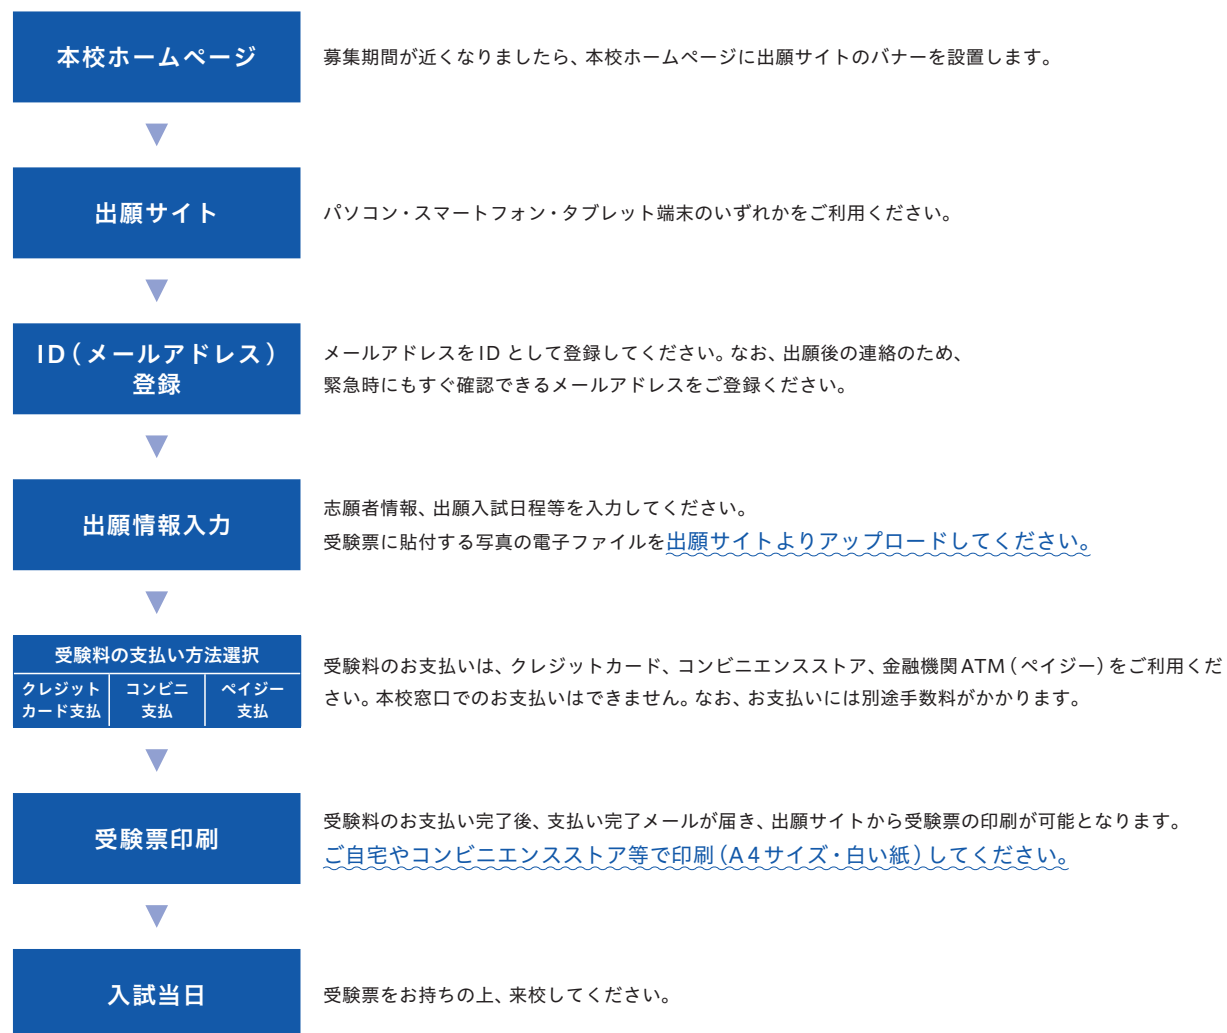 本校ホームページ
募集期間が近くなりましたら、本校ホームページに出願サイトのバナーを設置します。
出願サイト
パソコン・スマートフォン・タブレット端末のいずれかをご利用ください。
ID(メールアドレス)
登録
メールアドレスをID として登録してください。なお、出願後の連絡のため、
緊急時にもすぐ確認できるメールアドレスをご登録ください。
出願情報入力
志願者情報、出願入試日程等を入力してください。
受験票に貼付する写真の電子ファイルを出願サイトよりアップロードしてください。
受験料の支払い方法選択
クレジット
カード支払
コンビニ
支払
ペイジー
支払
受験料のお支払いは、クレジットカード、コンビニエンスストア、金融機関ATM(ペイジー)をご利用くだ
さい。本校窓口でのお支払いはできません。なお、お支払いには別途手数料がかかります。
受験票印刷
受験料のお支払い完了後、支払い完了メールが届き、出願サイトから受験票の印刷が可能となります。
ご自宅やコンビニエンスストア等で印刷(A4サイズ・白い紙)してください。
入試当日
受験票をお持ちの上、来校してください。